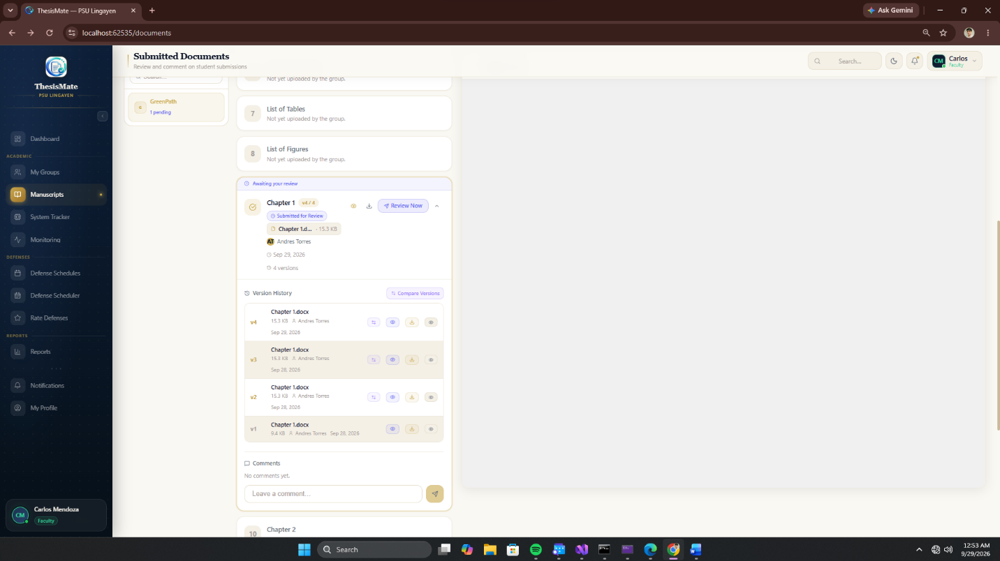 ThesisMate — PSU Lingayen
Ask Gemini
localhost:62535/documents
ThesisMate
PSU LINGAYEN
Dashboard
ACADEMIC
My Groups
Manuscripts
System Tracker
Monitoring
DEFENSES
Defense Schedules
Defense Scheduler
Rate Defenses
REPORTS
Reports
Notifications
My Profile
CM
Carlos Mendoza
Faculty
Submitted Documents
Review and comment on student submissions
Search...
CM
Carlos
Faculty
G
GreenPath
1 pending
Not yet uploaded by the group.
7
List of Tables
Not yet uploaded by the group.
8
List of Figures
Not yet uploaded by the group.
Awaiting your review
Chapter 1 v4 / 4
Review Now
Submitted for Review
Chapter 1.d... · 15.3 KB
AT Andres Torres
Sep 29, 2026
4 versions
Version History
Compare Versions
Chapter 1.docx
v4 15.3 KB Andres Torres
Sep 29, 2026
Chapter 1.docx
v3 15.3 KB Andres Torres
Sep 28, 2026
Chapter 1.docx
v2 15.3 KB Andres Torres
Sep 28, 2026
Chapter 1.docx
v1 9.4 KB Andres Torres Sep 28, 2026
Comments
No comments yet.
Leave a comment...
10
Chapter 2
Search
12:53 AM
9/29/2026